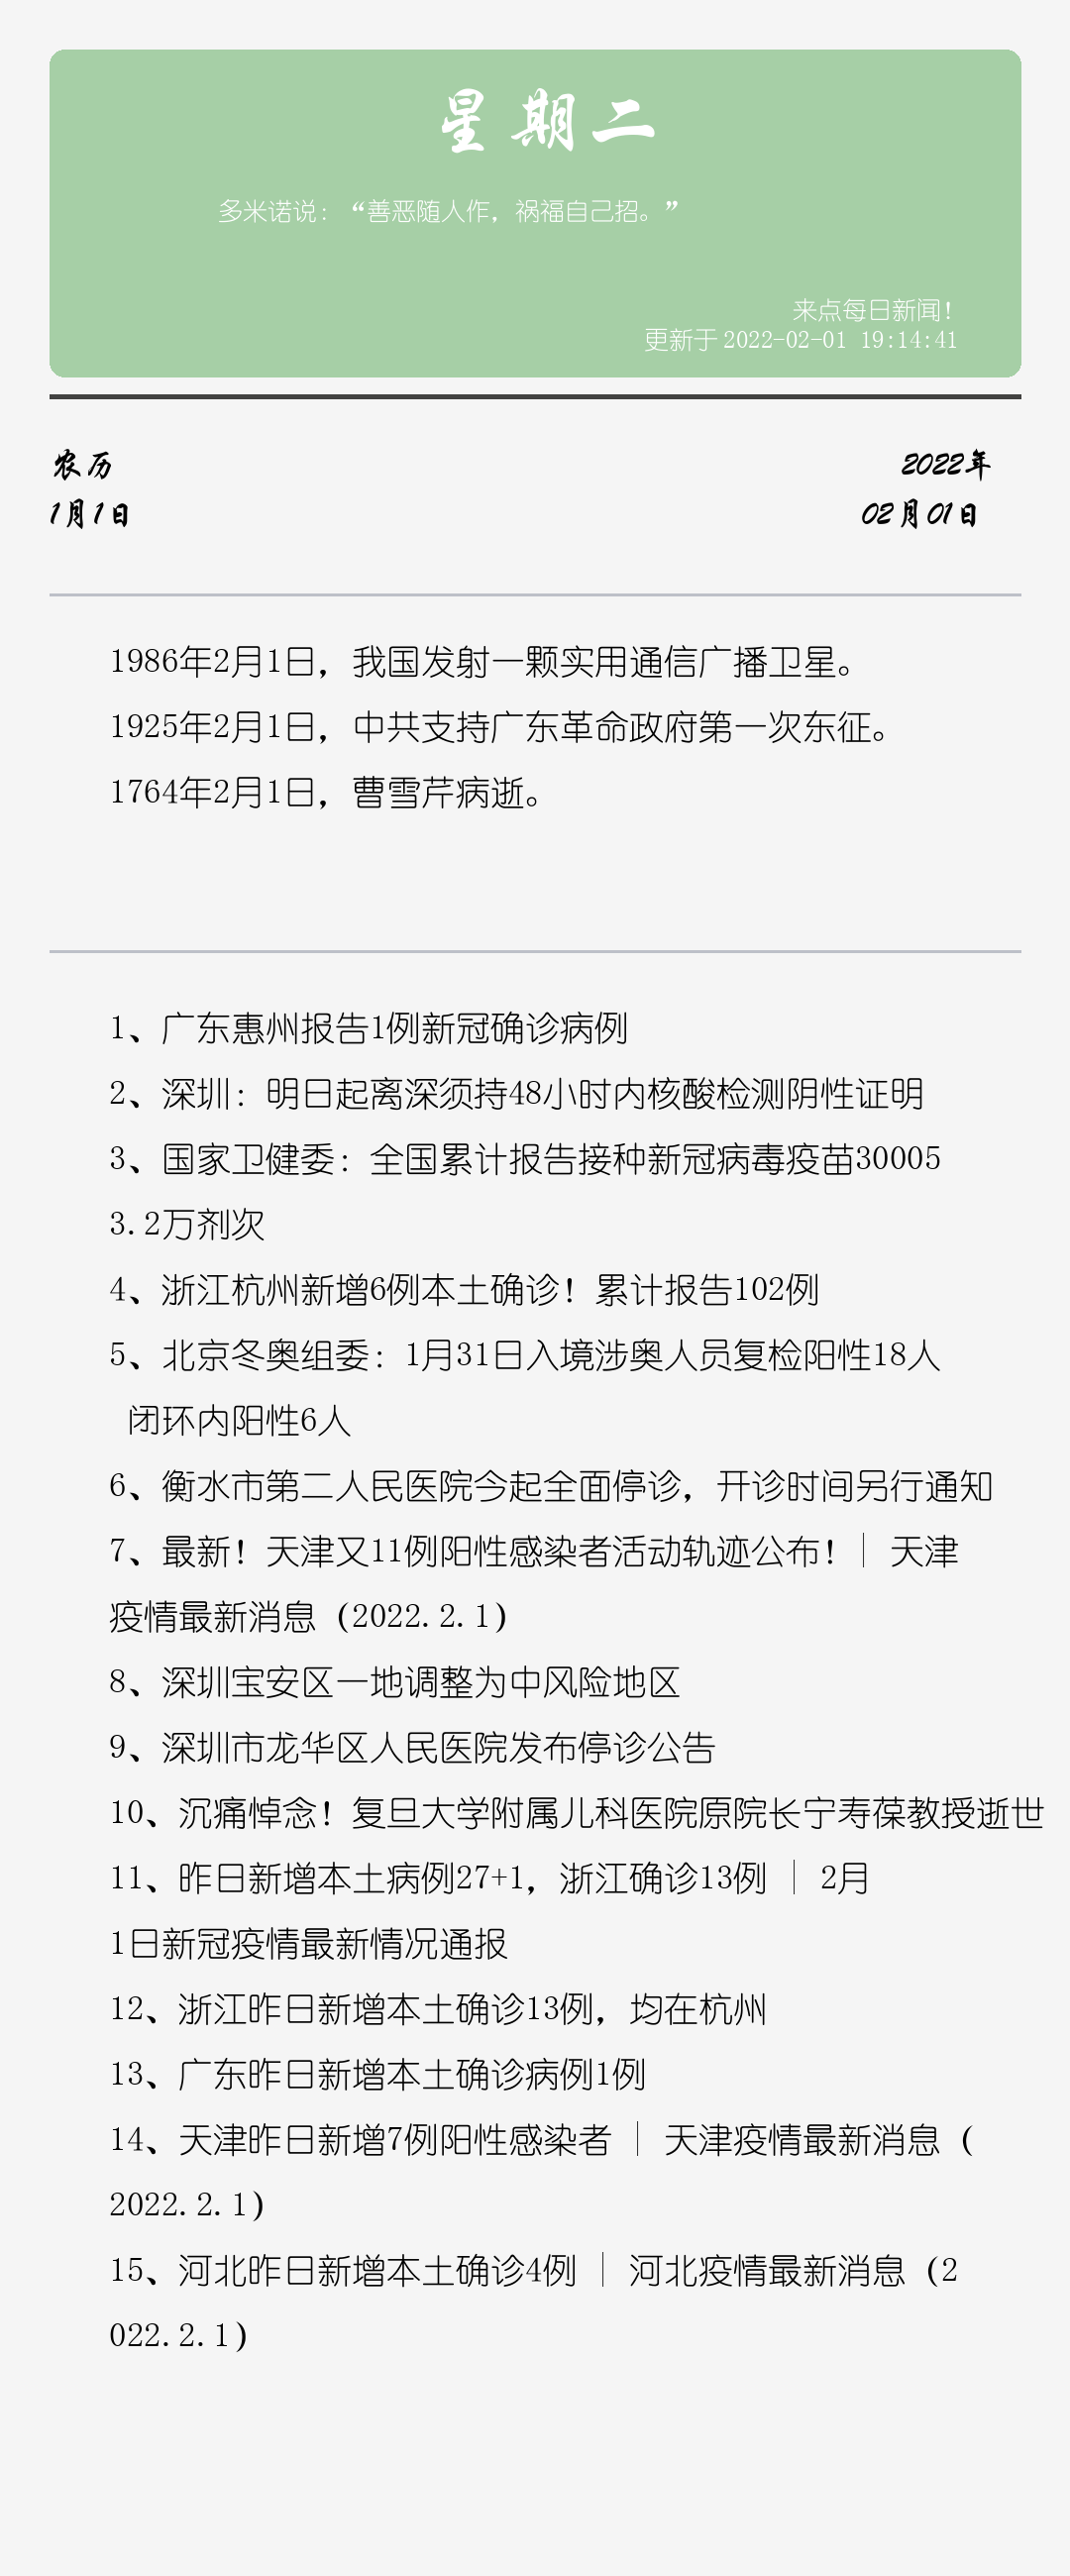 星期二
多米诺说：“善恶随人作，祸福自己招。”
来点每日新闻！
更新于2022-02-01 19:14:41
农历
2022年
1月1日
02月01日
1986年2月1日，我国发射一颗实用通信广播卫星。
1925年2月1日，中共支持广东革命政府第一次东征。
1764年2月1日，曹雪芹病逝。
1、广东惠州报告1例新冠确诊病例
2、深圳：明日起离深须持48小时内核酸检测阴性证明
3、国家卫健委：全国累计报告接种新冠病毒疫苗30005
3.2万剂次
4、浙江杭州新增6例本土确诊！累计报告102例
5、北京冬奥组委：1月31日入境涉奥人员复检阳性18人
闭环内阳性6人
6、衡水市第二人民医院今起全面停诊，开诊时间另行通知
7、最新！天津又11例阳性感染者活动轨迹公布！│ 天津
疫情最新消息（2022.2.1）
8、深圳宝安区一地调整为中风险地区
9、深圳市龙华区人民医院发布停诊公告
10、沉痛悼念！复旦大学附属儿科医院原院长宁寿葆教授逝世
11、昨日新增本土病例27+1，浙江确诊13例 │ 2月
1日新冠疫情最新情况通报
12、浙江昨日新增本土确诊13例，均在杭州
13、广东昨日新增本土确诊病例1例
14、天津昨日新增7例阳性感染者 │ 天津疫情最新消息（
2022.2.1）
15、河北昨日新增本土确诊4例 │ 河北疫情最新消息（2
022.2.1）